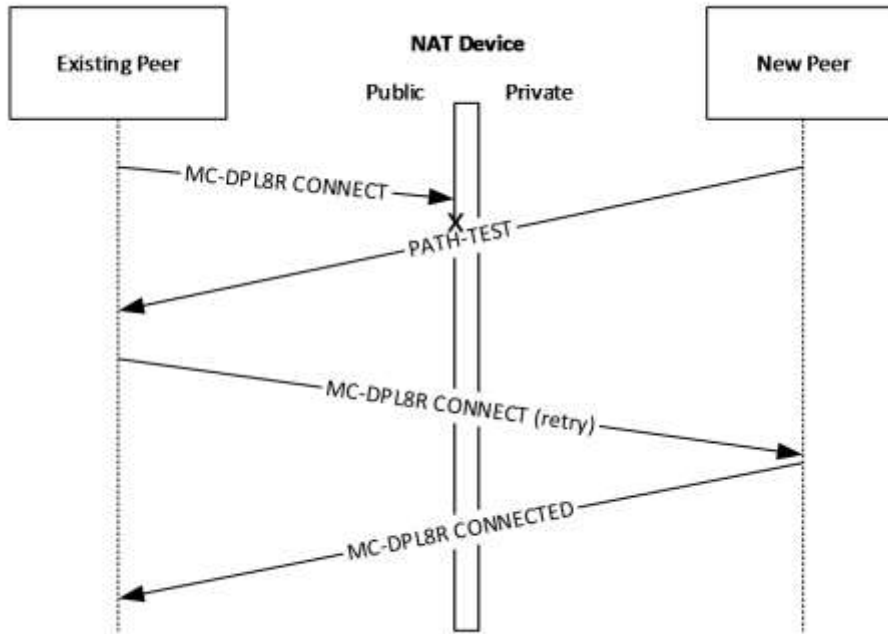 NAT Device
Existing Peer
New Peer
Public
Private
MC-DPL8R CONNECT
X
PATH-TEST
MC-DPL8R CONNECT (retry)
MC-DPL8R CONNECTED